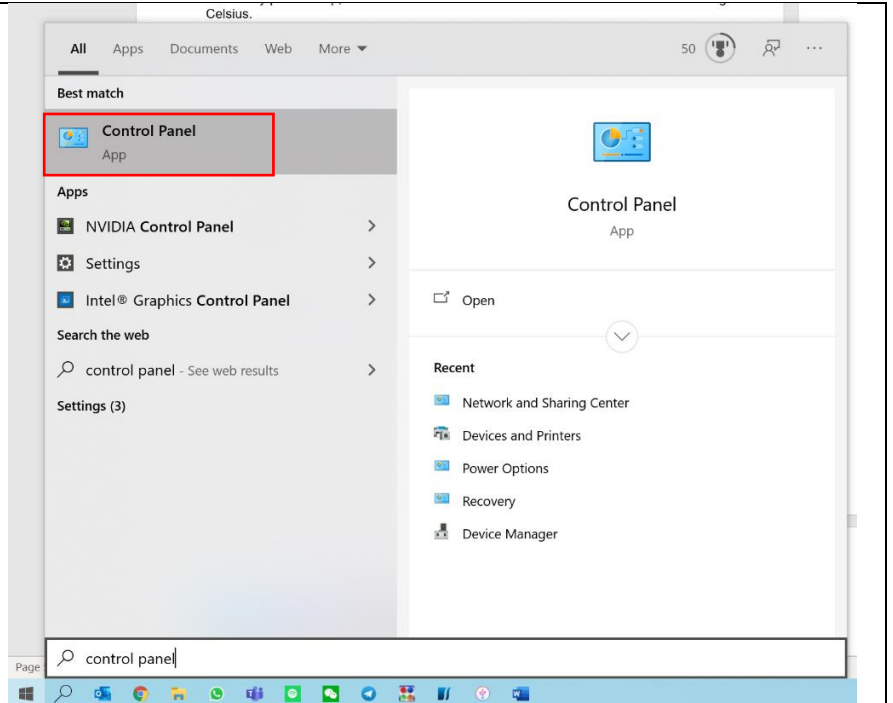 Celsius.
All Apps Documents Web More 50 ...
Best match
Control Panel
App
Apps
NVIDIA Control Panel
Settings
Intel® Graphics Control Panel
Search the web
control panel - See web results
Settings (3)
Control Panel
App
Open
Recent
Network and Sharing Center
Devices and Printers
Power Options
Recovery
Device Manager
control panel
Page